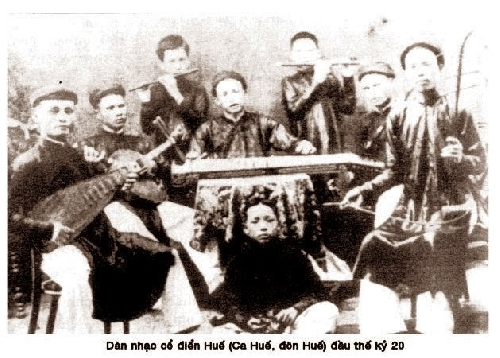 Dàn nhạc cổ điển Huế (Ca Huế, đờn Huế) đầu thế kỷ 20